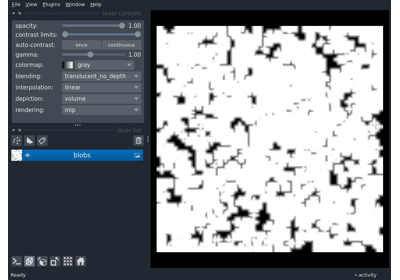 File View Plugins Window Help
layer controls
opacity: 1.00
contrast limits:
auto-contrast: once continuous
gamma: 1.00
colormap: gray
blending: translucent_no_depth
interpolation: linear
depiction: volume
rendering: mip
layer list
blobs
Ready activity